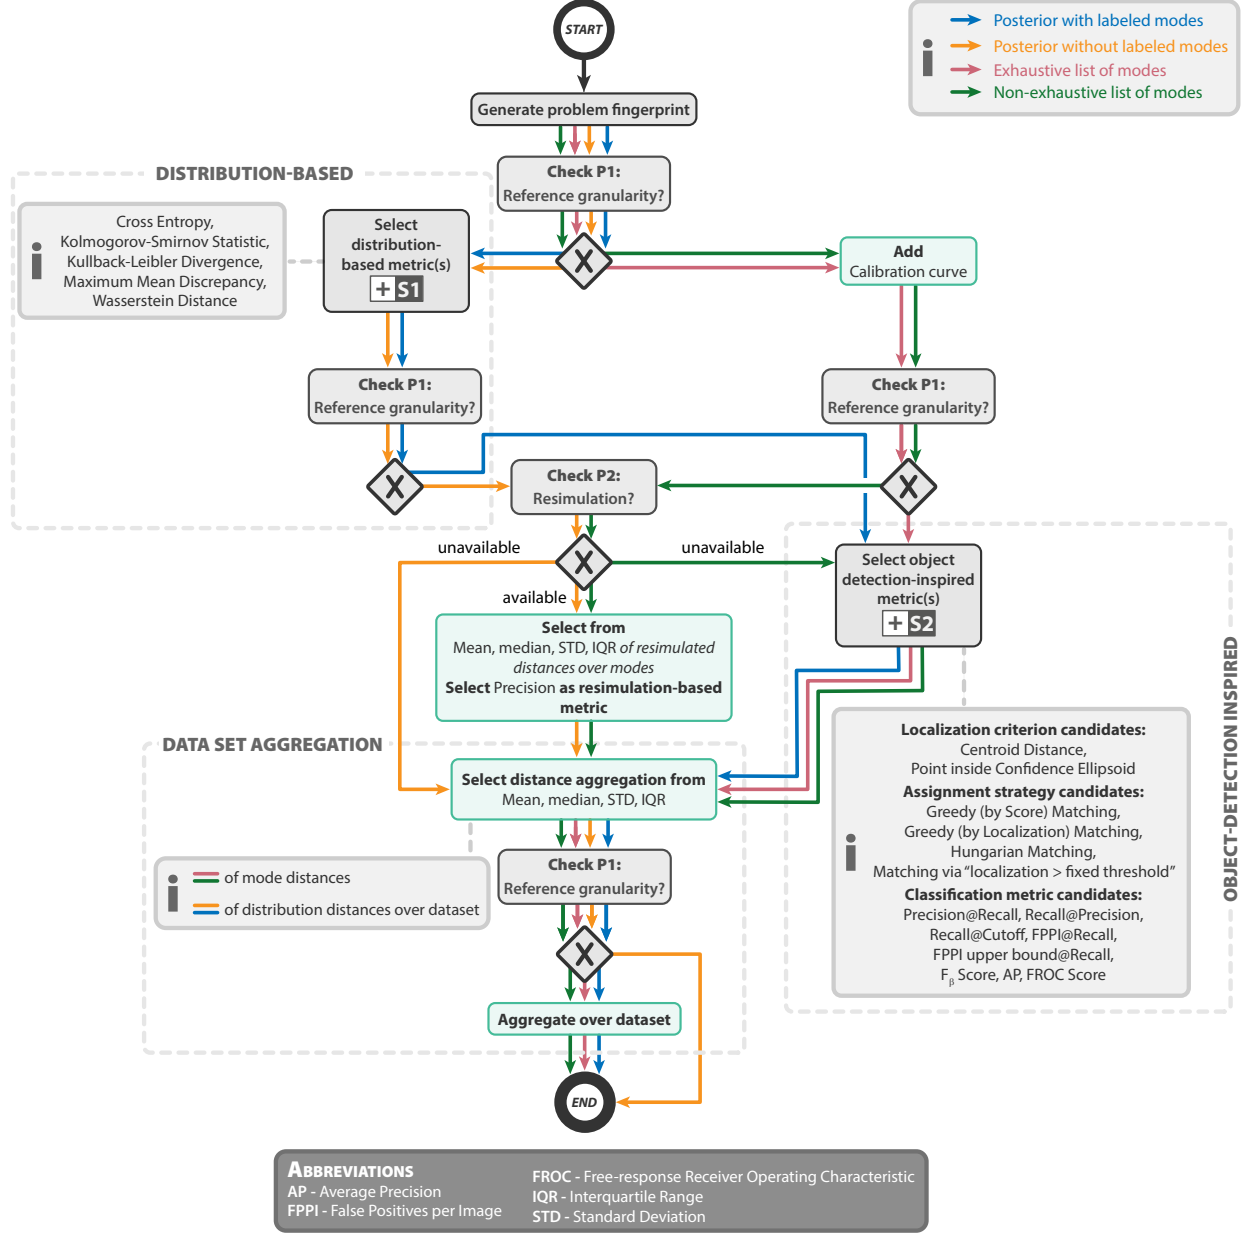 START
Posterior with labeled modes
Posterior without labeled modes
Exhaustive list of modes
Non-exhaustive list of modes
Generate problem fingerprint
Check P1:
Reference granularity?
DISTRIBUTION-BASED
Cross Entropy,
Kolmogorov-Smirnov Statistic,
Kullback-Leibler Divergence,
Maximum Mean Discrepancy,
Wasserstein Distance
Select
distribution-
based metric(s)
+ S1
X
Add
Calibration curve
Check P1:
Reference granularity?
Check P1:
Reference granularity?
X
Check P2:
Resimulation?
X
unavailable
X
unavailable
available
Select object
detection-inspired
metric(s)
+ S2
Select from
Mean, median, STD, IQR of resimulated
distances over modes
Select Precision as resimulation-based
metric
OBJECT-DETECTION INSPIRED
Localization criterion candidates:
Centroid Distance,
Point inside Confidence Ellipsoid
Assignment strategy candidates:
Greedy (by Score) Matching,
Greedy (by Localization) Matching,
Hungarian Matching,
Matching via “localization > fixed threshold”
Classification metric candidates:
Precision@Recall, Recall@Precision,
Recall@Cutoff, FPPI@Recall,
FPPI upper bound@Recall,
Fβ Score, AP, FROC Score
DATA SET AGGREGATION
Select distance aggregation from
Mean, median, STD, IQR
of mode distances
of distribution distances over dataset
Check P1:
Reference granularity?
X
Aggregate over dataset
END
ABBREVIATIONS
AP - Average Precision
FPPI - False Positives per Image
FROC - Free-response Receiver Operating Characteristic
IQR - Interquartile Range
STD - Standard Deviation